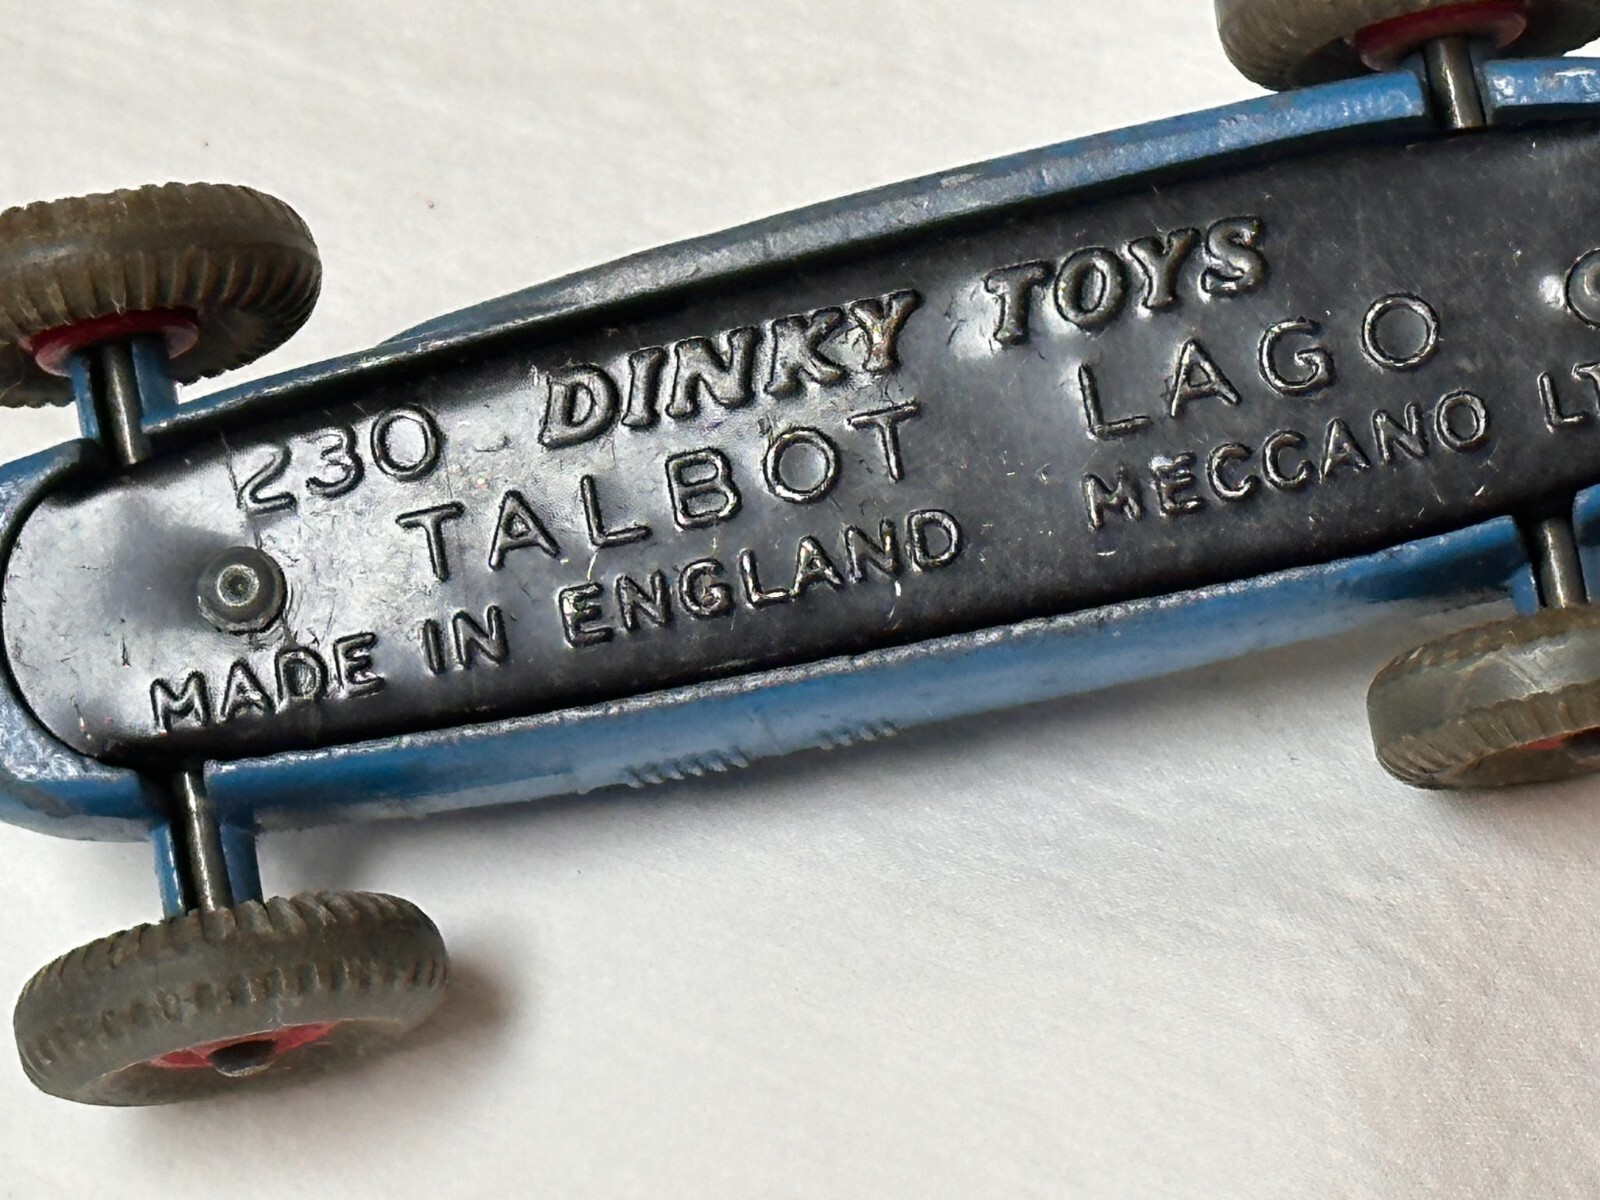 230 DINKY TOYS
TALBOT LAGO
MADE IN ENGLAND MECCANO